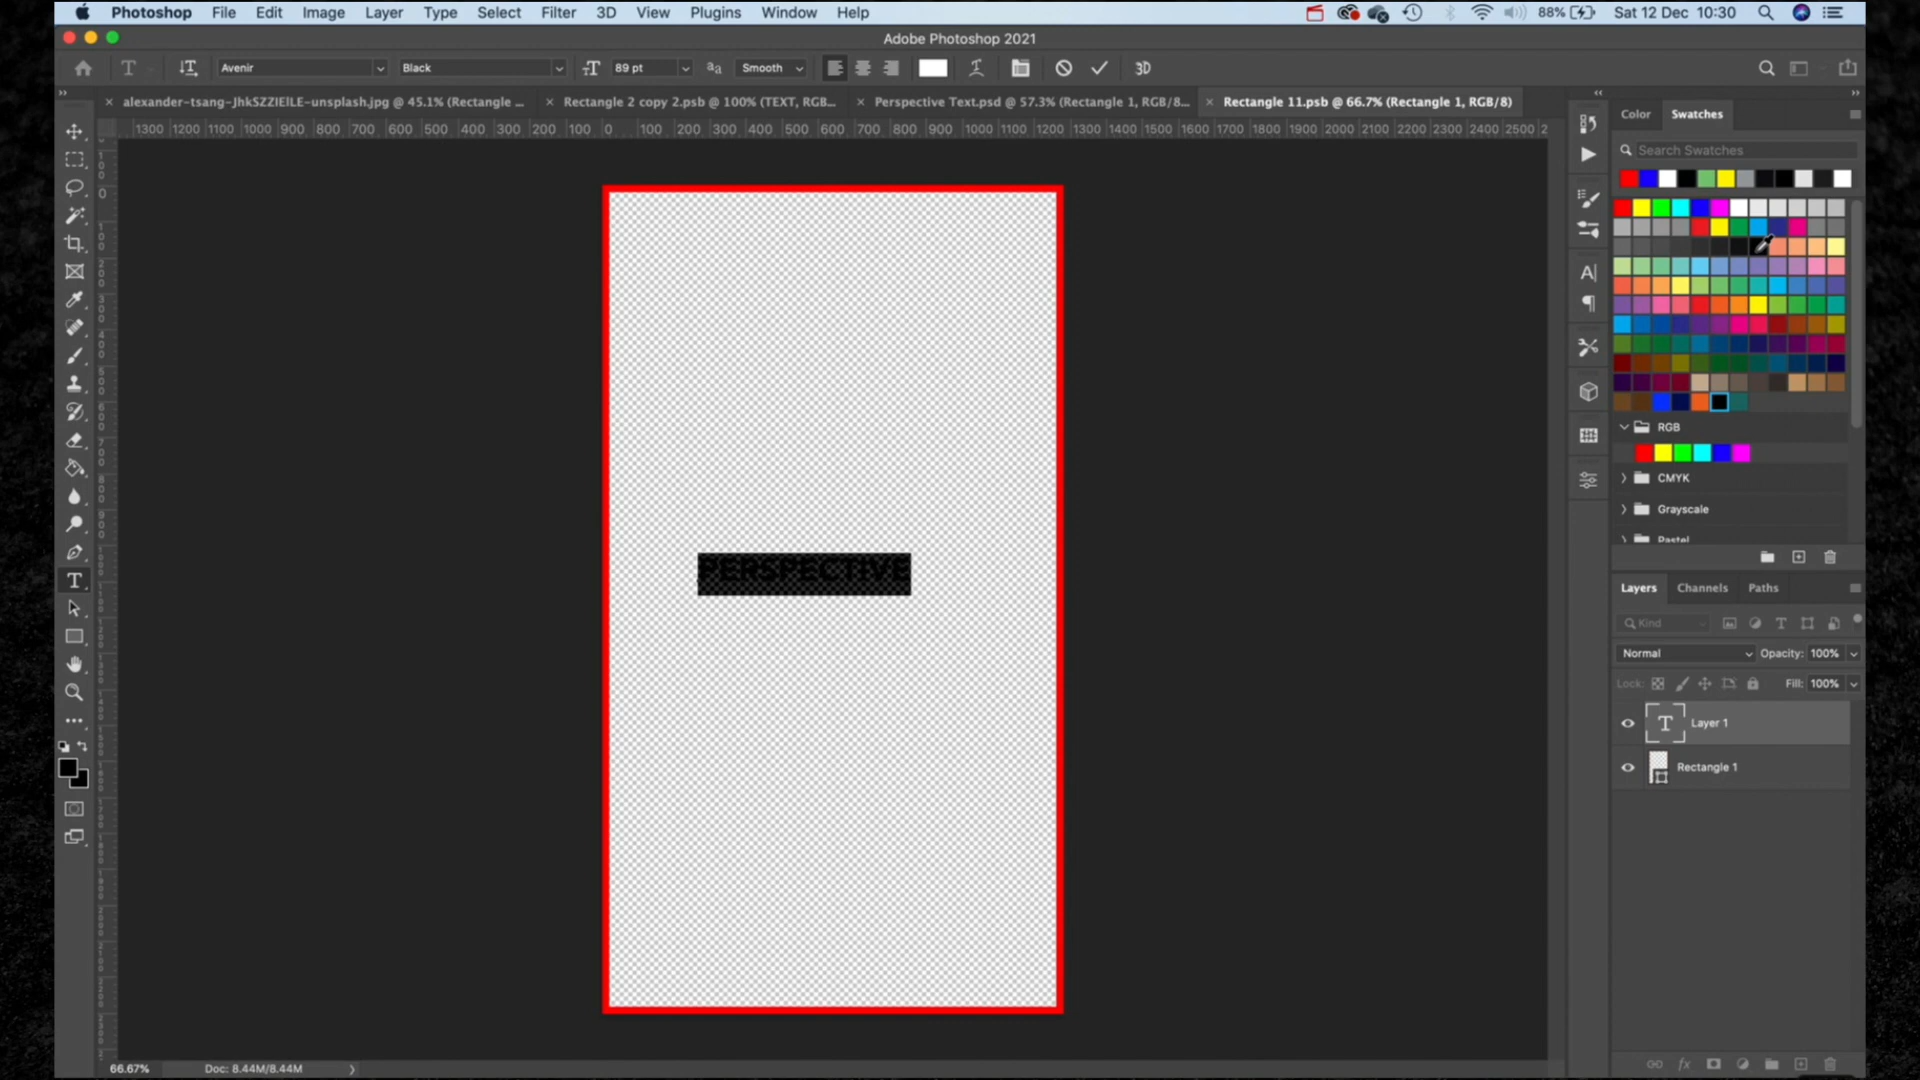 Photoshop File Edit Image Layer Type Select Filter 3D View Plugins Window Help 88% Sat 12 Dec 10:30
Adobe Photoshop 2021
Avenir Black 89 pt Smooth 3D
alexander-tsang-JhkSZZIEILE-unsplash.jpg @ 45.1% (Rectangle ... Rectangle 2 copy 2.psb @ 100% (TEXT, RGB... Perspective Text.psd @ 57.3% (Rectangle 1, RGB/8... Rectangle 11.psb @ 66.7% (Rectangle 1, RGB/8)
1300 1200 1100 1000 900 800 700 600 500 400 300 200 100 0 100 200 300 400 500 600 700 800 900 1000 1100 1200 1300 1400 1500 1600 1700 1800 1900 2000 2100 2200 2300 2400 2500
Color Swatches
Search Swatches
RGB
CMYK
Grayscale
Pastel
PERSPECTIVE
Layers Channels Paths
Kind
Normal Opacity: 100%
Lock: Fill: 100%
Layer 1
Rectangle 1
66.67% Doc: 8.44M/8.44M